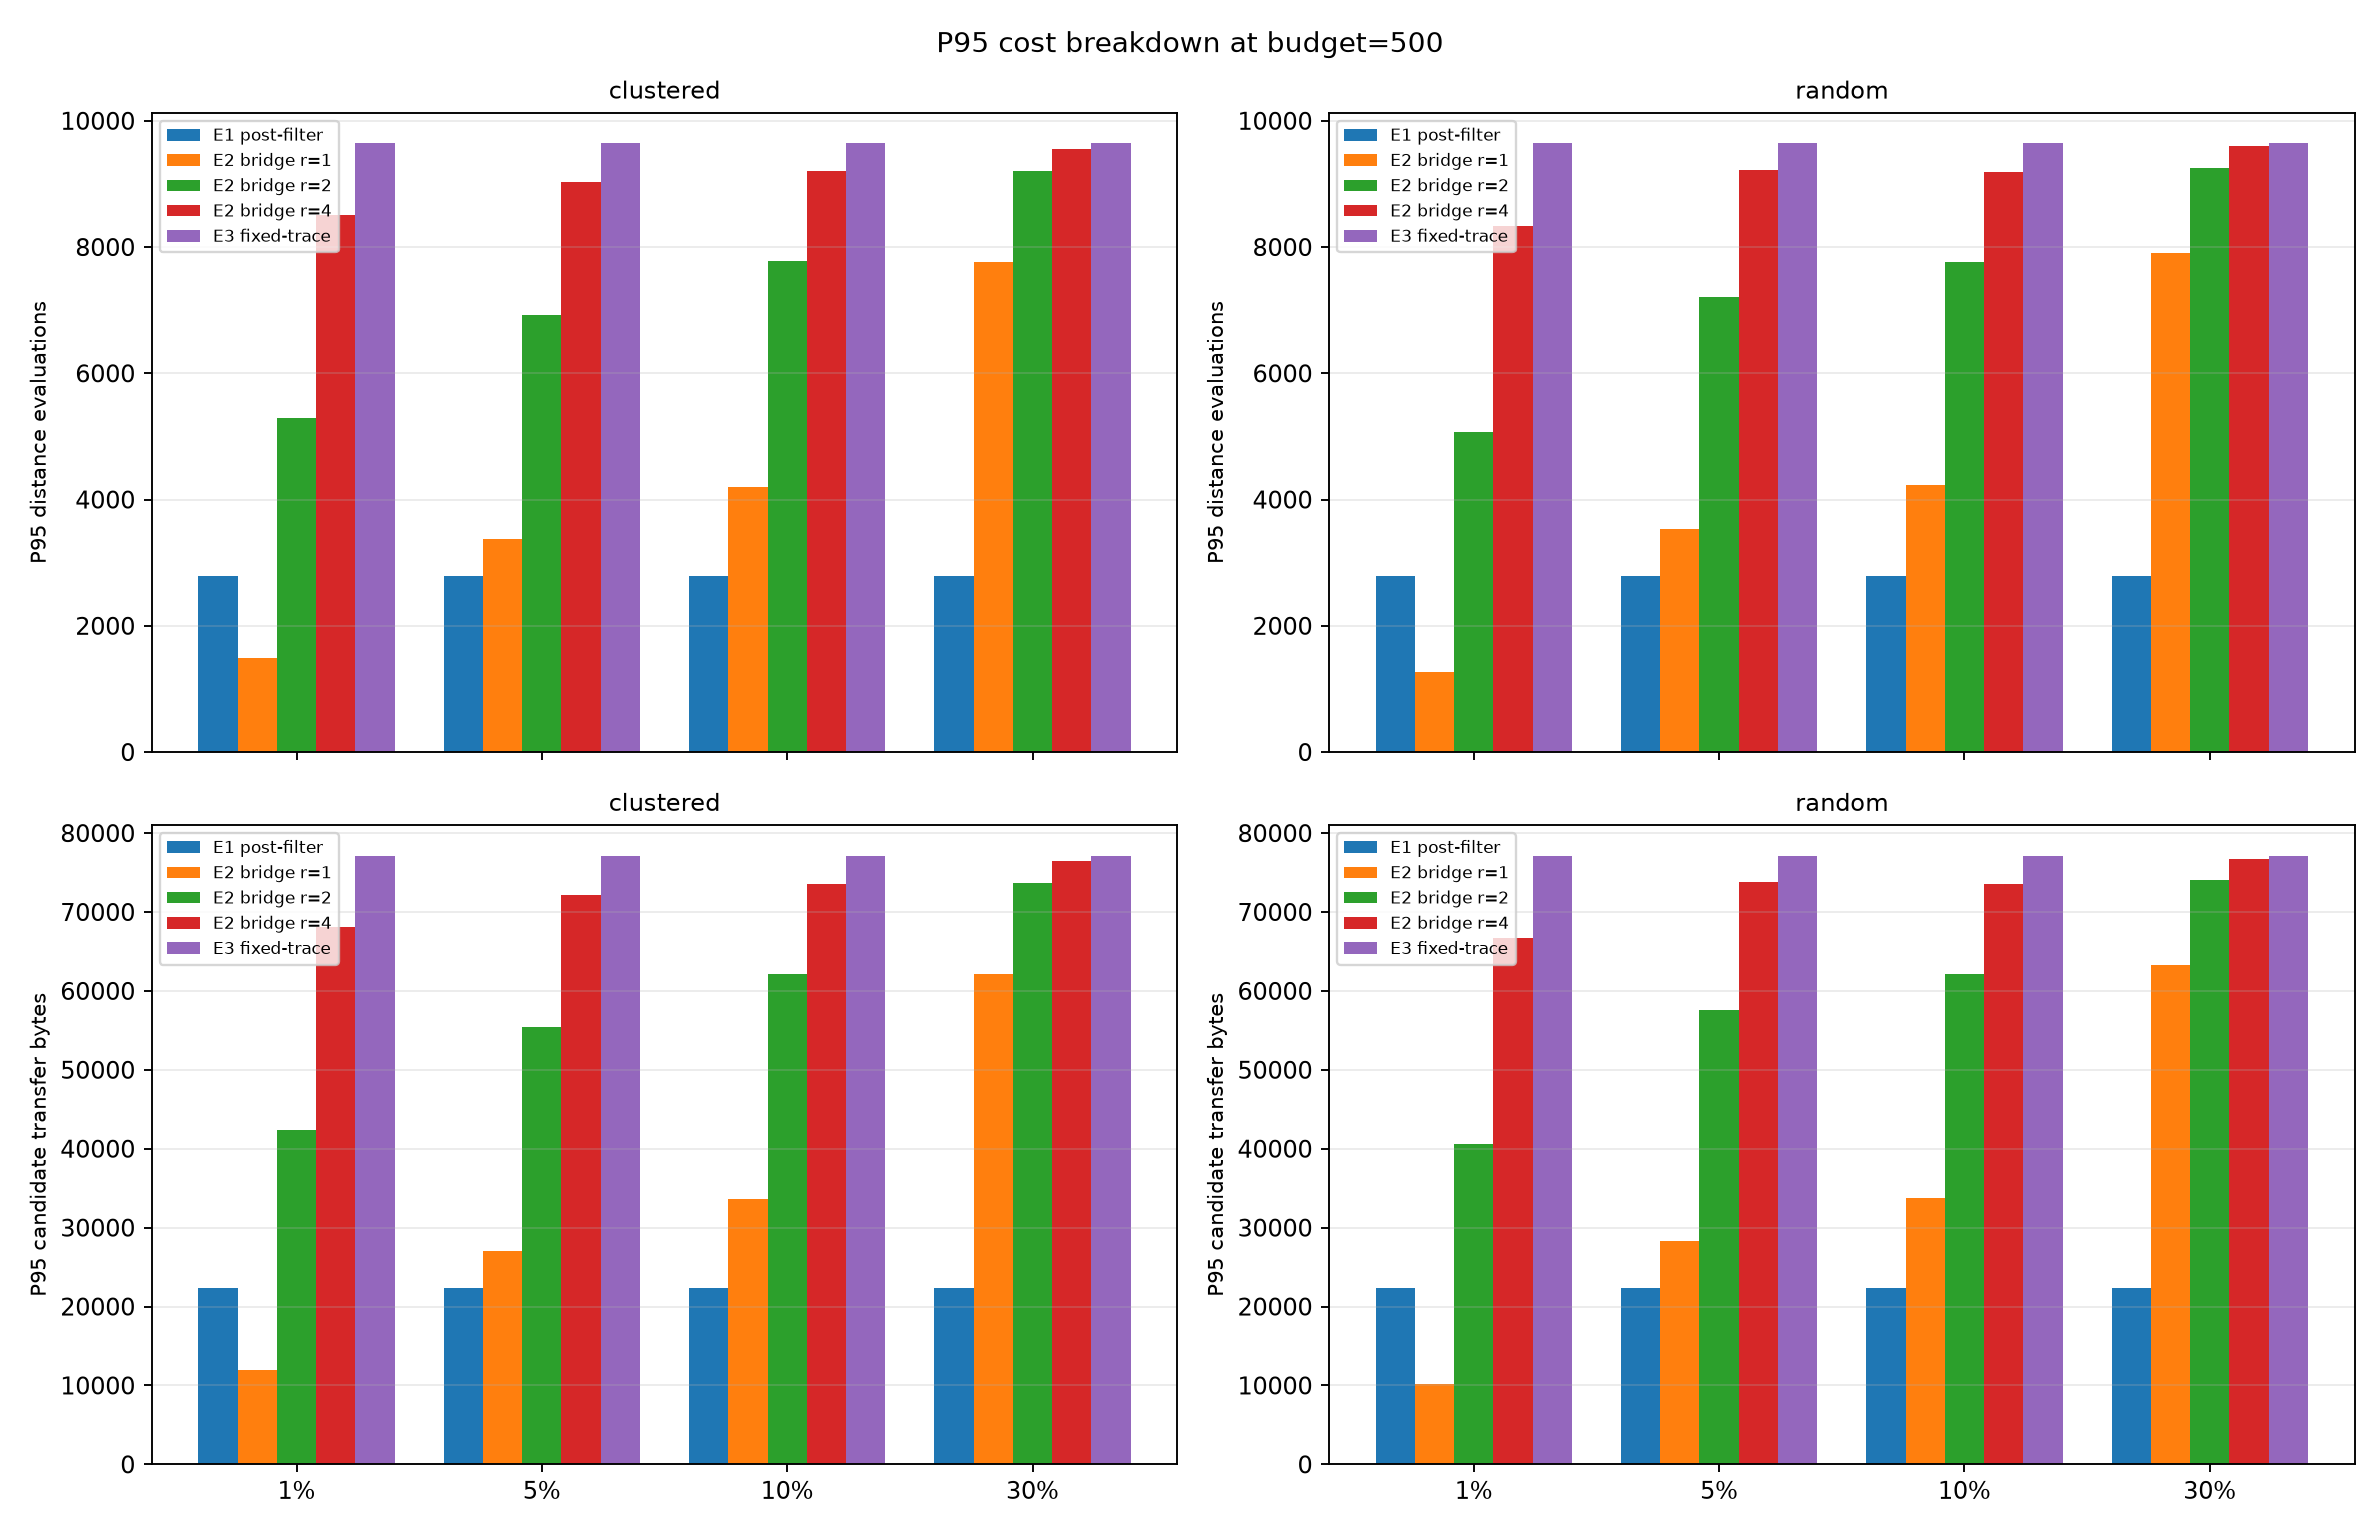 P95 cost breakdown at budget=500
clustered
P95 distance evaluations
10000
8000
6000
4000
2000
0
E1 post-filter
E2 bridge r=1
E2 bridge r=2
E2 bridge r=4
E3 fixed-trace
random
P95 distance evaluations
10000
8000
6000
4000
2000
0
E1 post-filter
E2 bridge r=1
E2 bridge r=2
E2 bridge r=4
E3 fixed-trace
clustered
P95 candidate transfer bytes
80000
70000
60000
50000
40000
30000
20000
10000
0
E1 post-filter
E2 bridge r=1
E2 bridge r=2
E2 bridge r=4
E3 fixed-trace
1% 5% 10% 30%
random
P95 candidate transfer bytes
80000
70000
60000
50000
40000
30000
20000
10000
0
E1 post-filter
E2 bridge r=1
E2 bridge r=2
E2 bridge r=4
E3 fixed-trace
1% 5% 10% 30%